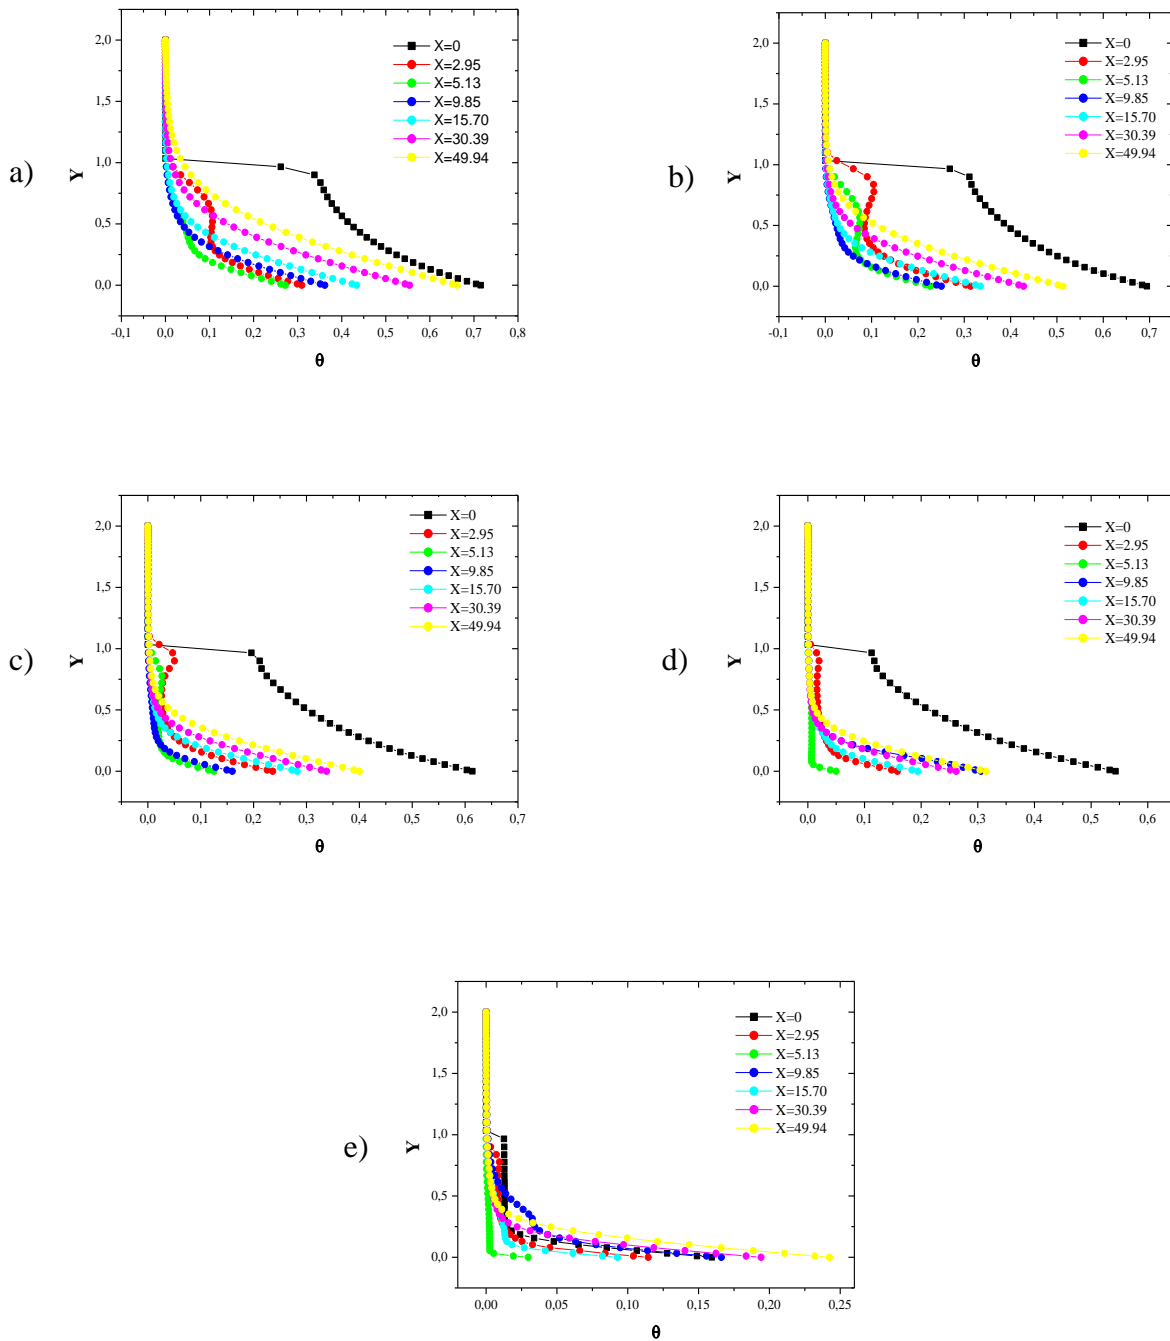 a)
Y
2,0
1,5
1,0
0,5
0,0
-0,1 0,0 0,1 0,2 0,3 0,4 0,5 0,6 0,7 0,8
θ
X=0
X=2.95
X=5.13
X=9.85
X=15.70
X=30.39
X=49.94
b)
Y
2,0
1,5
1,0
0,5
0,0
-0,1 0,0 0,1 0,2 0,3 0,4 0,5 0,6 0,7
θ
X=0
X=2.95
X=5.13
X=9.85
X=15.70
X=30.39
X=49.94
c)
Y
2,0
1,5
1,0
0,5
0,0
0,0 0,1 0,2 0,3 0,4 0,5 0,6 0,7
θ
X=0
X=2.95
X=5.13
X=9.85
X=15.70
X=30.39
X=49.94
d)
Y
2,0
1,5
1,0
0,5
0,0
0,0 0,1 0,2 0,3 0,4 0,5 0,6
θ
X=0
X=2.95
X=5.13
X=9.85
X=15.70
X=30.39
X=49.94
e)
Y
2,0
1,5
1,0
0,5
0,0
0,00 0,05 0,10 0,15 0,20 0,25
θ
X=0
X=2.95
X=5.13
X=9.85
X=15.70
X=30.39
X=49.94